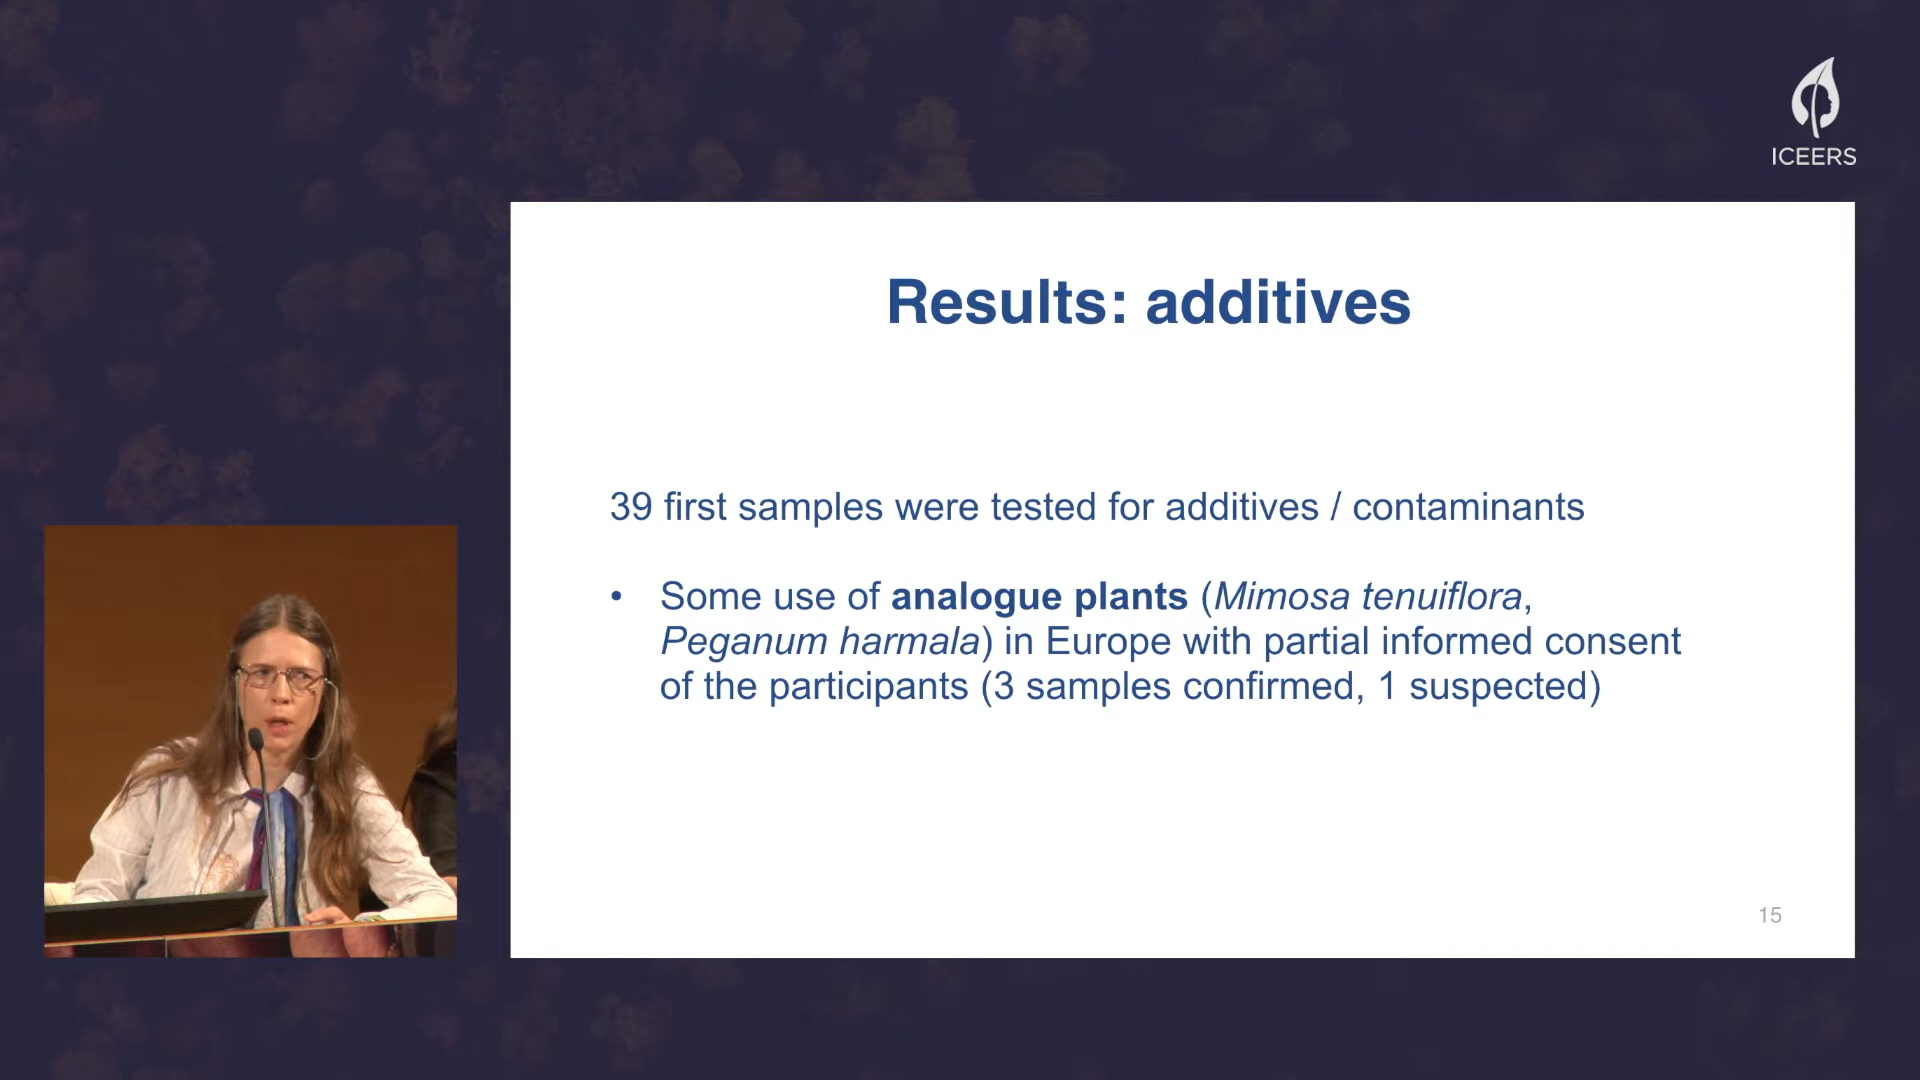 ICEERS
Results: additives
39 first samples were tested for additives / contaminants
• Some use of analogue plants (Mimosa tenuiflora,
Peganum harmala) in Europe with partial informed consent
of the participants (3 samples confirmed, 1 suspected)
15